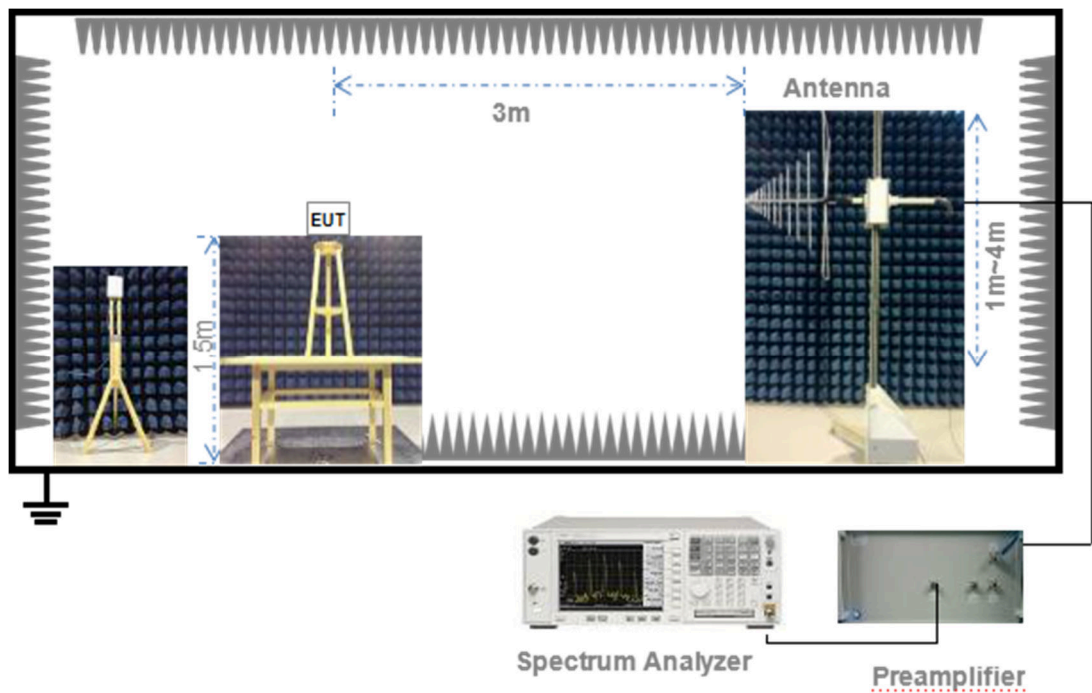 Antenna
3m
EUT
1m~4m
1.5m
Spectrum Analyzer
Preamplifier